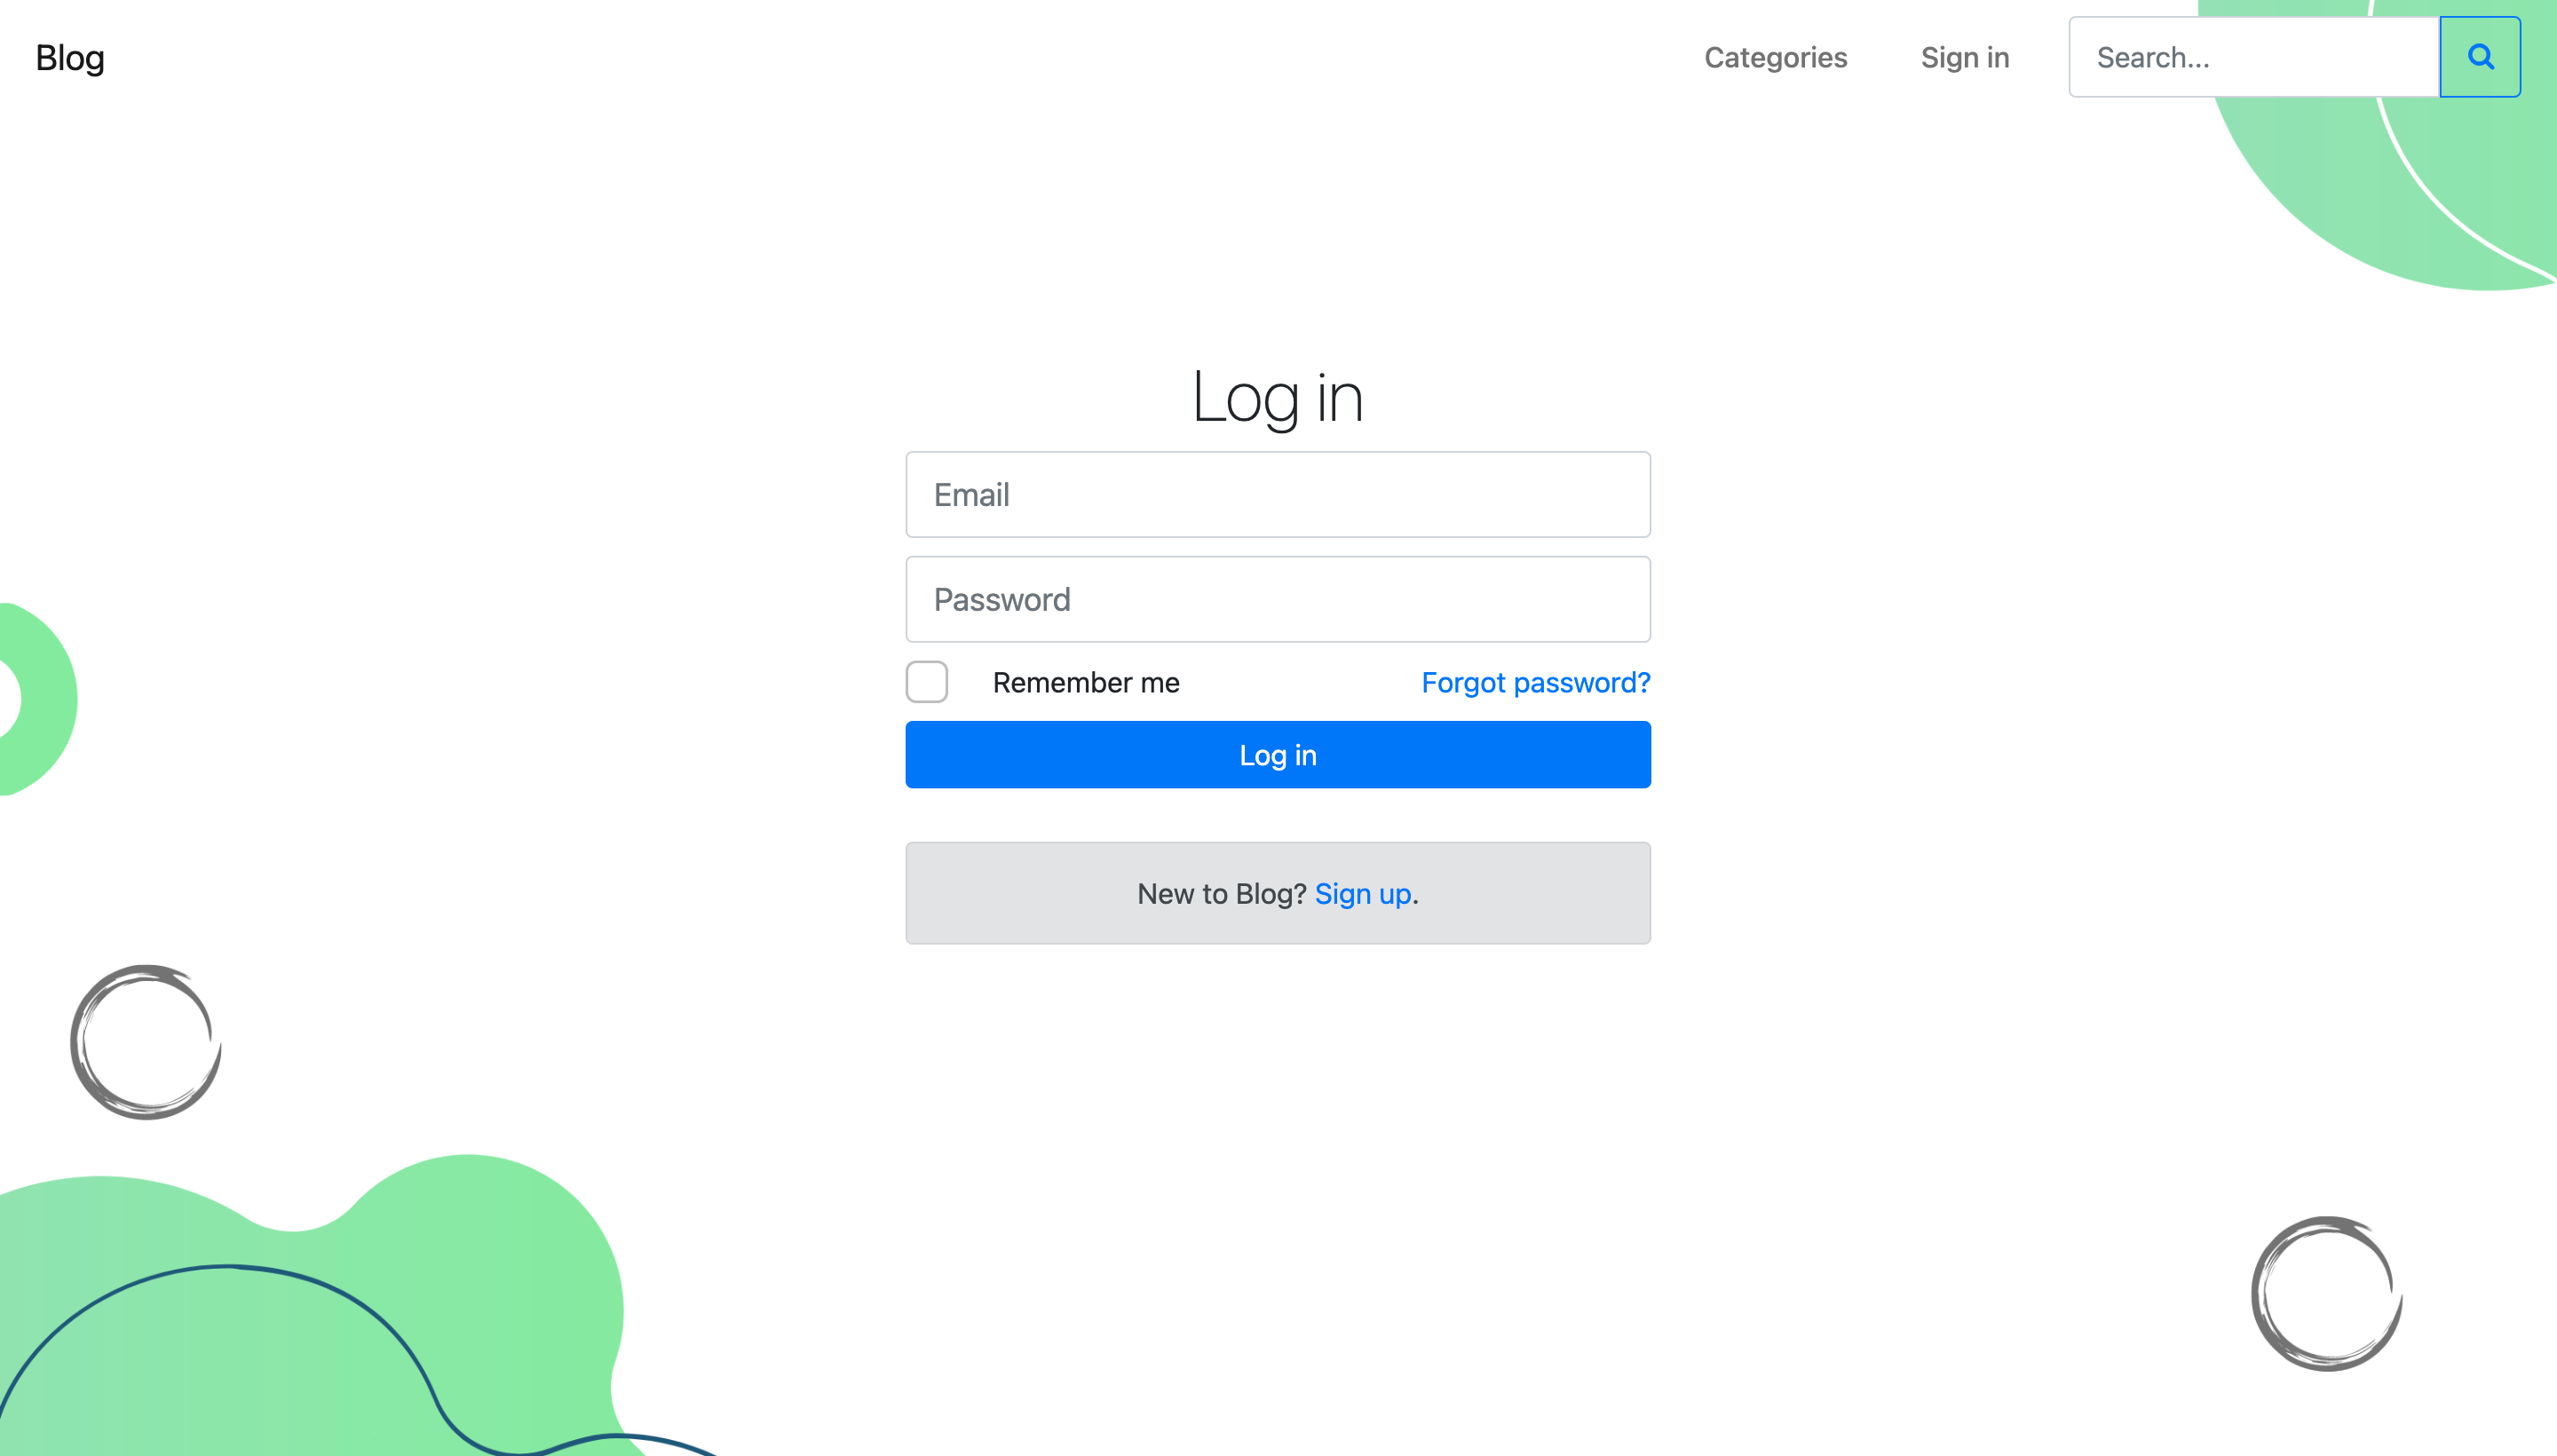 Blog
Categories
Sign in
Search...
Log in
Email
Password
Remember me
Forgot password?
Log in
New to Blog? Sign up.